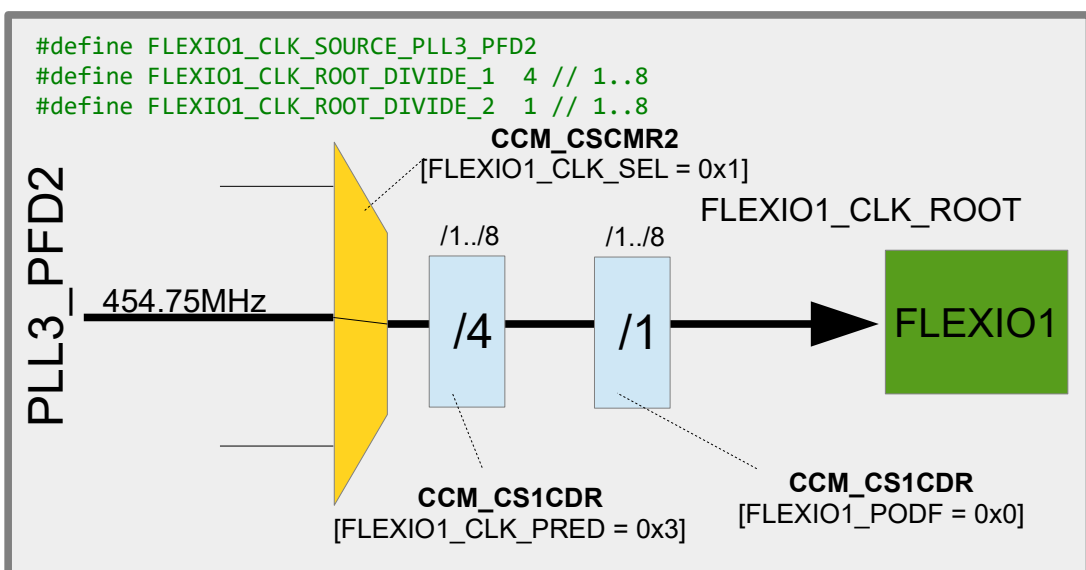 #define FLEXIO1_CLK_SOURCE_PLL3_PFD2
#define FLEXIO1_CLK_ROOT_DIVIDE_1  4 // 1..8
#define FLEXIO1_CLK_ROOT_DIVIDE_2  1 // 1..8
CCM_CSCMR2
[FLEXIO1_CLK_SEL = 0x1]
FLEXIO1_CLK_ROOT
/1../8
/1../8
PLL3_PFD2
454.75MHz
/4
/1
FLEXIO1
CCM_CS1CDR
[FLEXIO1_CLK_PRED = 0x3]
CCM_CS1CDR
[FLEXIO1_PODF = 0x0]